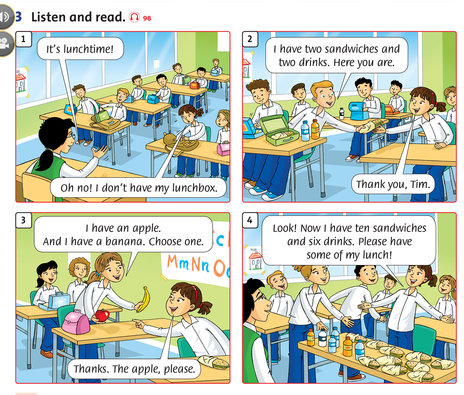 3 Listen and read. 98
1
It's lunchtime!
Oh no! I don't have my lunchbox.
2
I have two sandwiches and
two drinks. Here you are.
Thank you, Tim.
3
I have an apple.
And I have a banana. Choose one.
Mm Nn O
Thanks. The apple, please.
4
Look! Now I have ten sandwiches
and six drinks. Please have
some of my lunch!